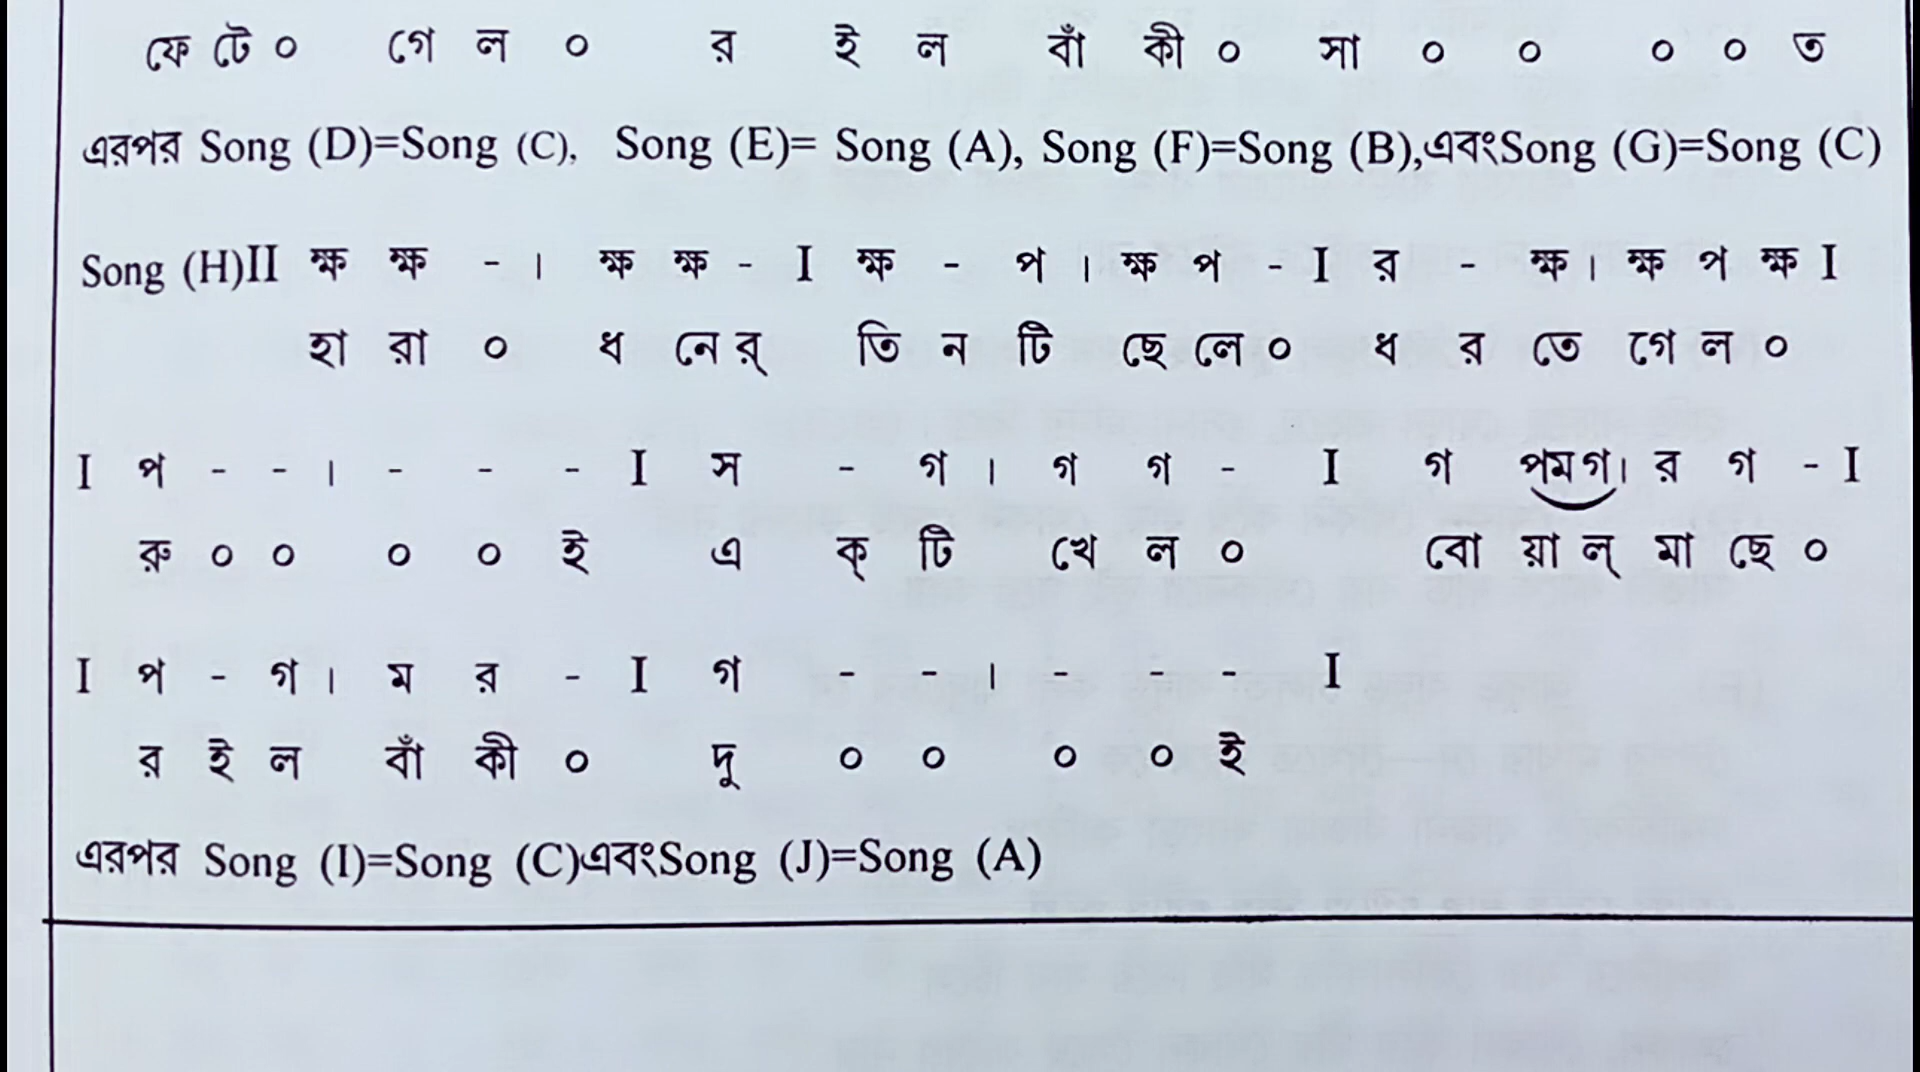 ফে টে ০ গে ল ০ র ই ল বাঁ কী ০ সা ০ ০ ০ ০ ত
এরপর Song (D)=Song (C), Song (E)= Song (A), Song (F)=Song (B),এবংSong (G)=Song (C)
Song (H)II ক্ষ ক্ষ - । ক্ষ ক্ষ - I ক্ষ - প । ক্ষ প - I র - ক্ষ । ক্ষ প ক্ষ I
হা রা ০ ধ নে র্ তি ন টি ছে লে ০ ধ র তে গে ল ০
I প - - । - - - I স - গ । গ গ - I গ পমগ। র গ - I
রু ০ ০ ০ ০ ই এ ক্ টি খে ল ০ বো য়া ল্ মা ছে ০
I প - গ । ম র - I গ - - । - - - I
র ই ল বাঁ কী ০ দু ০ ০ ০ ০ ই
এরপর Song (I)=Song (C)এবংSong (J)=Song (A)